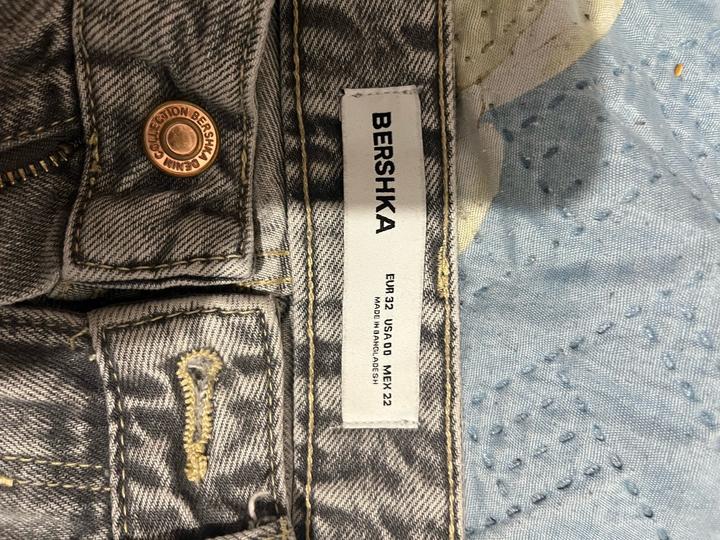 BERSHKA DENIM COLLECTION
BERSHKA
EUR 32 USA 00 MEX 22
MADE IN BANGLADESH